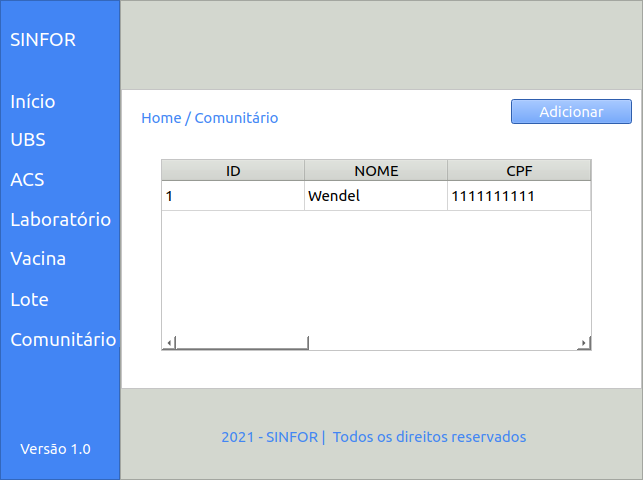 SINFOR
Início
UBS
ACS
Laboratório
Vacina
Lote
Comunitário
Versão 1.0
Home / Comunitário
Adicionar
ID NOME CPF
1 Wendel 1111111111
2021 - SINFOR | Todos os direitos reservados